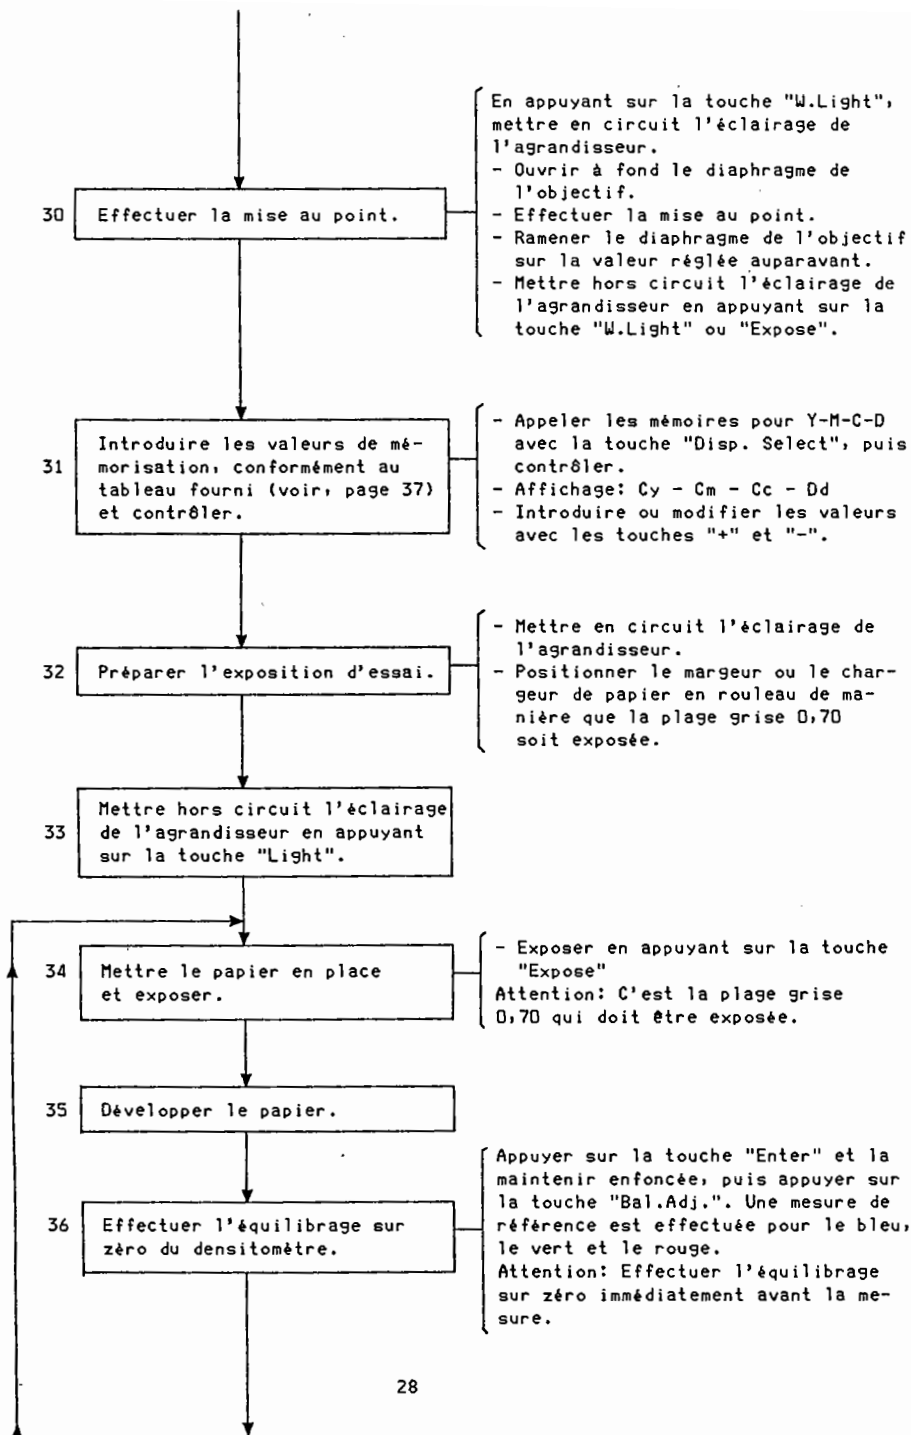 En appuyant sur la touche "W.Light",
mettre en circuit l'éclairage de
l'agrandisseur.
- Ouvrir à fond le diaphragme de
l'objectif.
- Effectuer la mise au point.
- Ramener le diaphragme de l'objectif
sur la valeur réglée auparavant.
- Mettre hors circuit l'éclairage de
l'agrandisseur en appuyant sur la
touche "W.Light" ou "Expose".
30 Effectuer la mise au point.
31
Introduire les valeurs de mé-
morisation, conformément au
tableau fourni (voir, page 37)
et contrôler.
- Appeler les mémoires pour Y-M-C-D
avec la touche "Disp. Select", puis
contrôler.
- Affichage: Cy - Cm - Cc - Dd
- Introduire ou modifier les valeurs
avec les touches "+" et "-".
32 Préparer l'exposition d'essai.
- Mettre en circuit l'éclairage de
l'agrandisseur.
- Positionner le margeur ou le char-
geur de papier en rouleau de ma-
nière que la plage grise 0,70
soit exposée.
33
Mettre hors circuit l'éclairage
de l'agrandisseur en appuyant
sur la touche "Light".
34
Mettre le papier en place
et exposer.
- Exposer en appuyant sur la touche
"Expose"
Attention: C'est la plage grise
0,70 qui doit être exposée.
35 Développer le papier.
36
Effectuer l'équilibrage sur
zéro du densitomètre.
Appuyer sur la touche "Enter" et la
maintenir enfoncée, puis appuyer sur
la touche "Bal.Adj.". Une mesure de
référence est effectuée pour le bleu,
le vert et le rouge.
Attention: Effectuer l'équilibrage
sur zéro immédiatement avant la me-
sure.
28